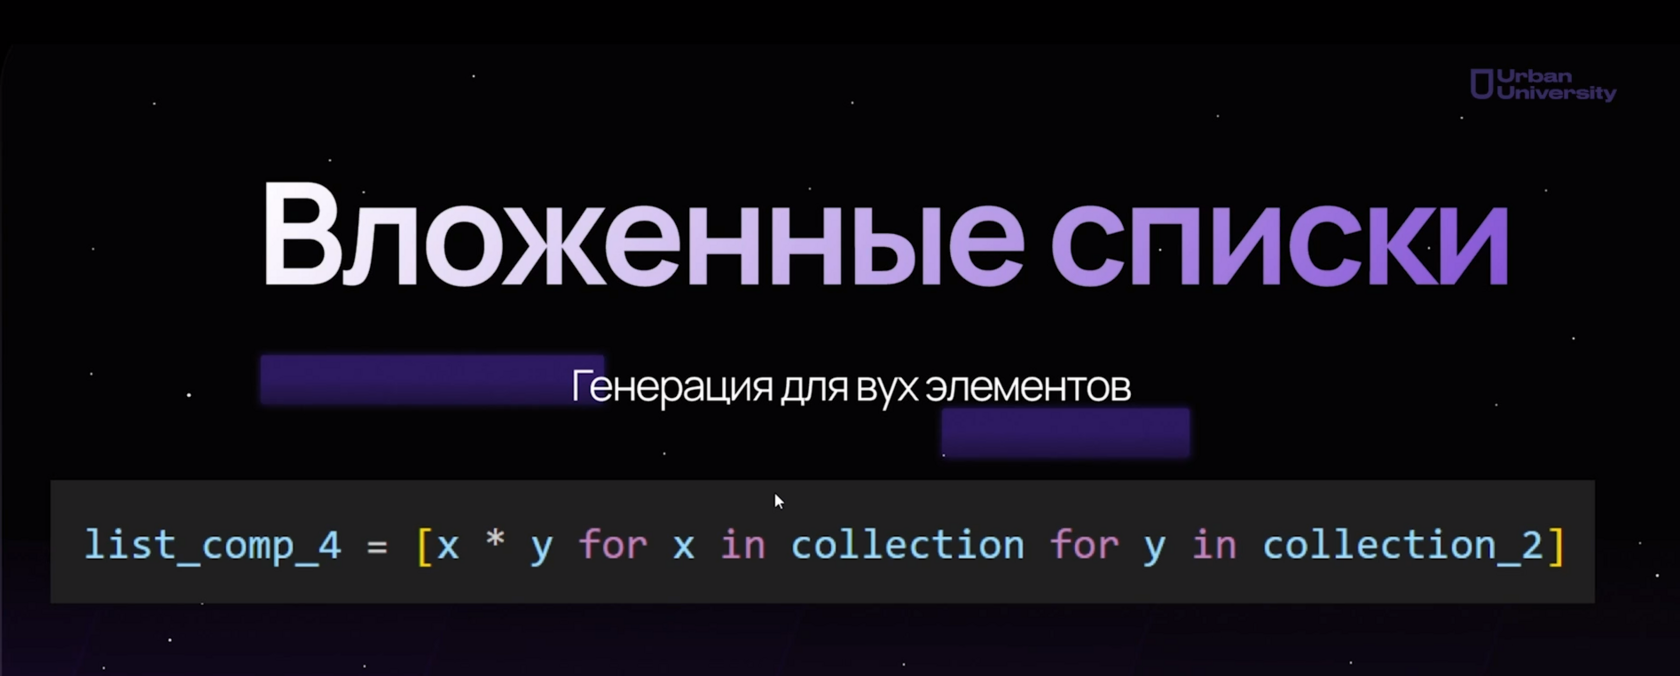 Urban
University
Вложенные списки
Генерация для вух элементов
list_comp_4 = [x * y for x in collection for y in collection_2]